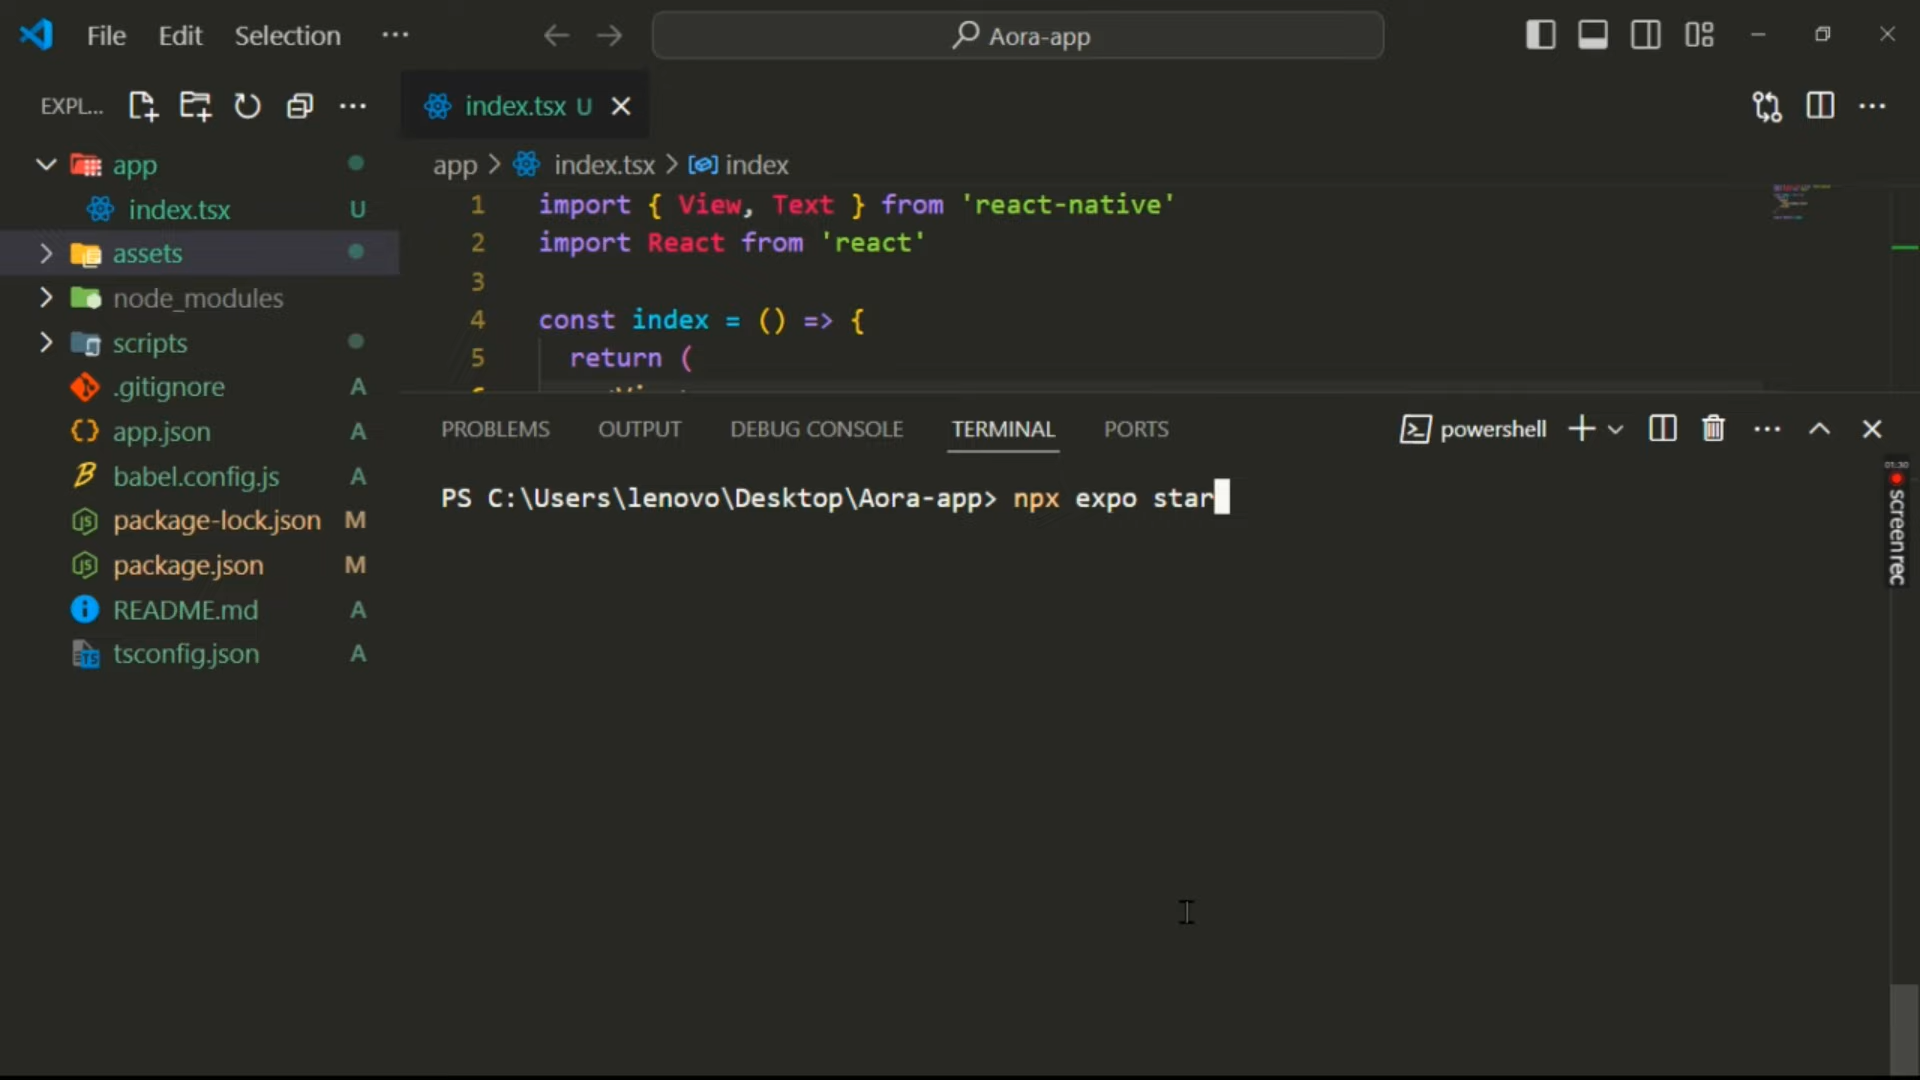 File Edit Selection ··· Aora-app
EXPL... ··· index.tsx U
app
index.tsx U
assets
node_modules
scripts
.gitignore A
app.json A
babel.config.js A
package-lock.json M
package.json M
README.md A
tsconfig.json A
app > index.tsx > index
1 import { View, Text } from 'react-native'
2 import React from 'react'
3
4 const index = () => {
5 return (
PROBLEMS OUTPUT DEBUG CONSOLE TERMINAL PORTS powershell
PS C:\Users\lenovo\Desktop\Aora-app> npx expo star
01:30
screenrec